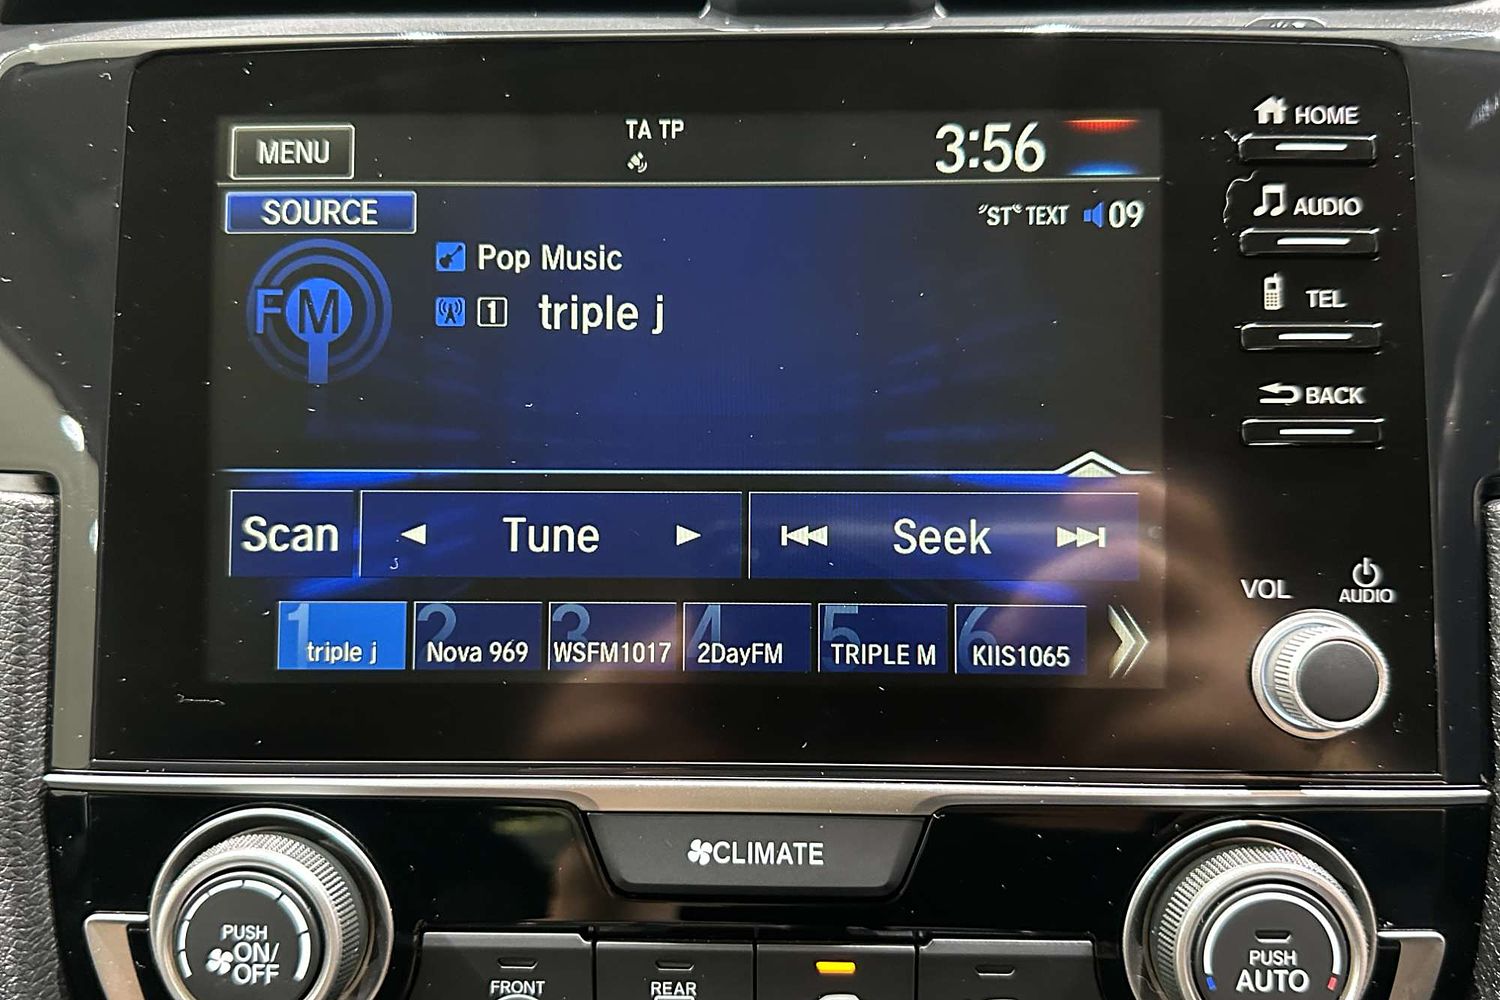 MENU
TA TP
3:56
HOME
SOURCE
"ST" TEXT 09
AUDIO
Pop Music
FM
1 triple j
TEL
BACK
Scan
Tune
Seek
VOL
AUDIO
1 triple j
2 Nova 969
3 WSFM1017
4 2DayFM
5 TRIPLE M
6 KIIS1065
CLIMATE
PUSH
ON/
OFF
FRONT
REAR
PUSH
AUTO